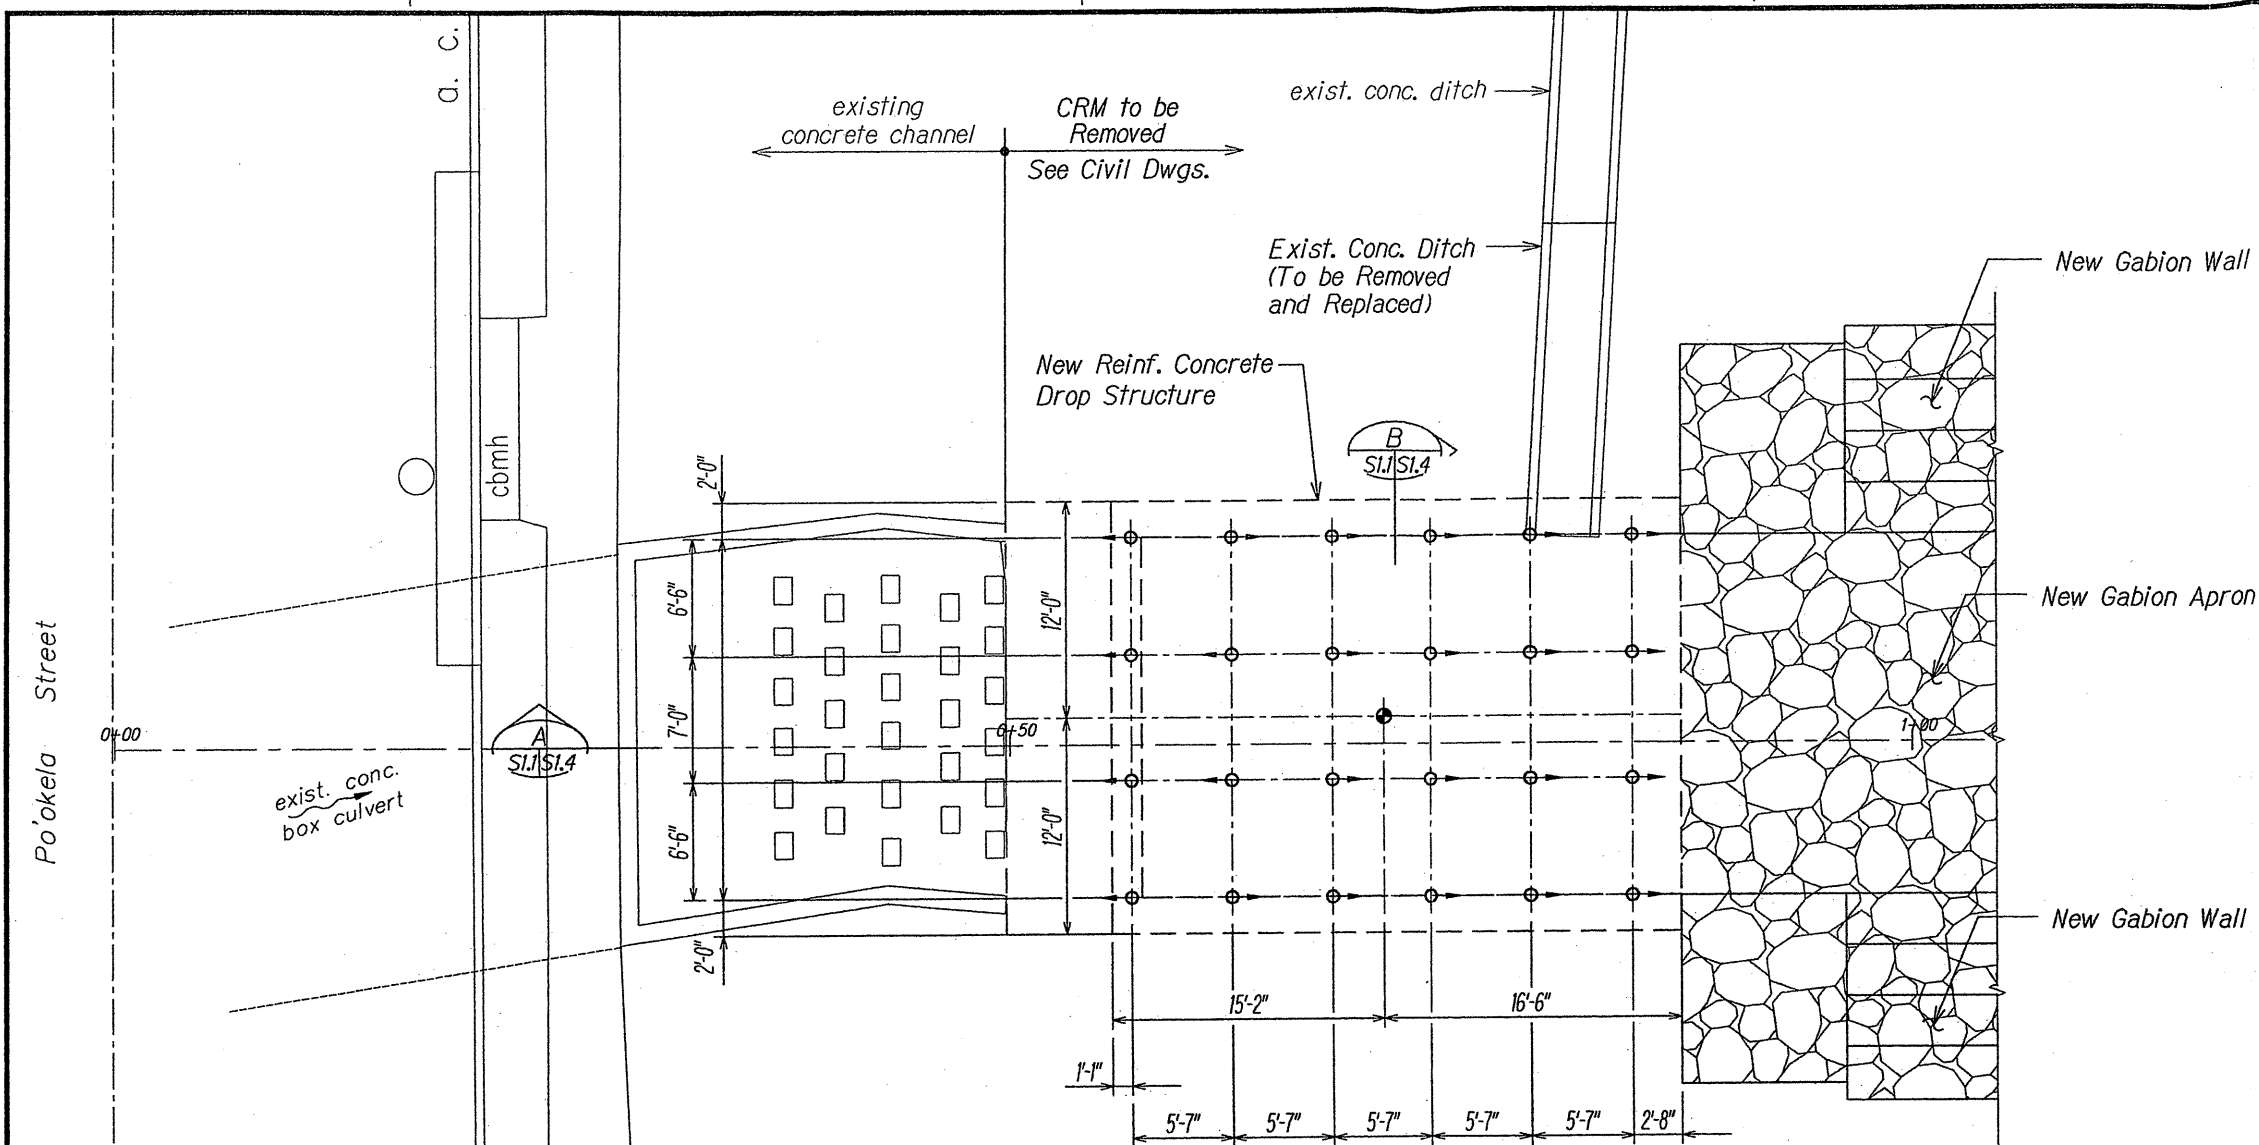 a. c.
existing
concrete channel
CRM to be
Removed
See Civil Dwgs.
exist. conc. ditch
Exist. Conc. Ditch
(To be Removed
and Replaced)
New Gabion Wall
New Reinf. Concrete
Drop Structure
B
S1.1 S1.4
cbmh
2'-0"
6'-6"
12'-0"
New Gabion Apron
Po'okela Street
0+00
A
S1.1 S1.4
7'-0"
0+50
1+00
exist. conc.
box culvert
6'-6"
12'-0"
New Gabion Wall
2'-0"
15'-2"
16'-6"
1'-1"
5'-7"
5'-7"
5'-7"
5'-7"
5'-7"
2'-8"